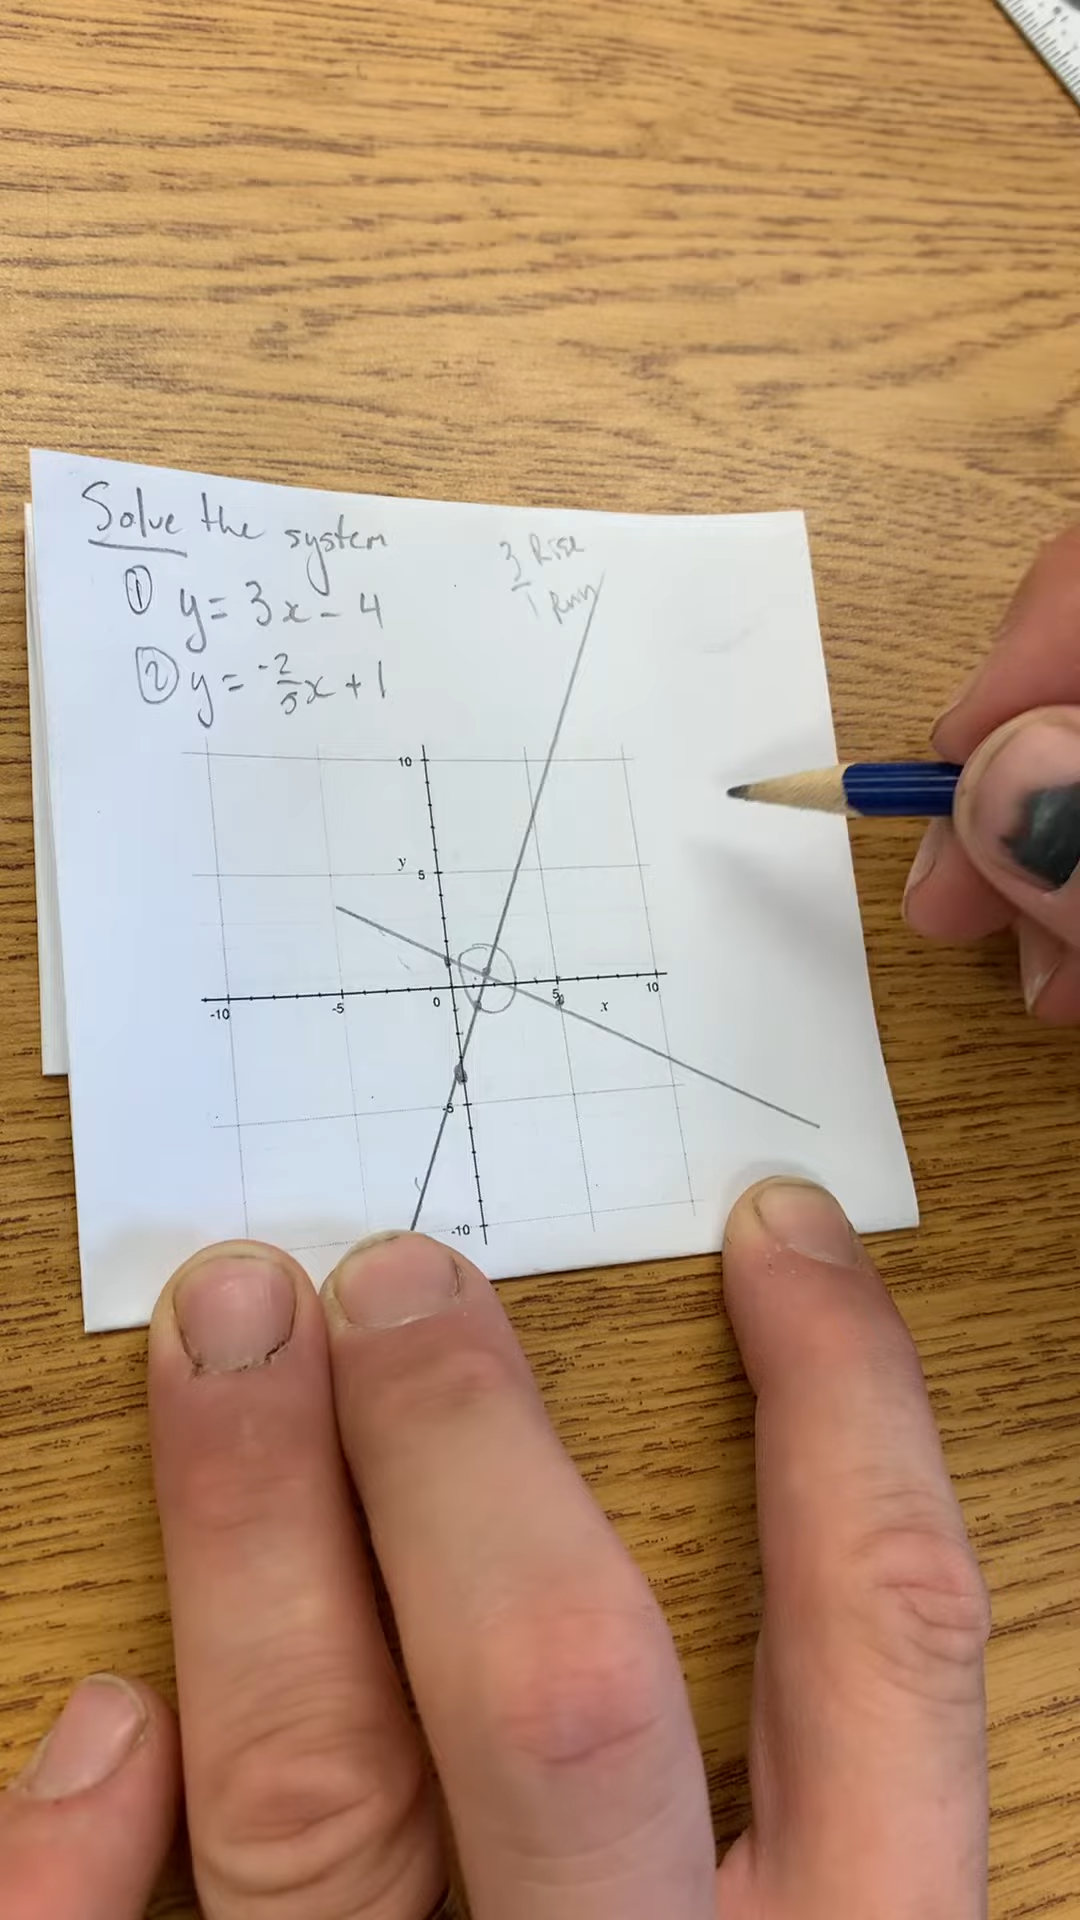 Solve the system
① y = 3x - 4
② y = -2/5x + 1
3 Rise
1 Run
10
y
5
-10
-5
0
5
10
x
-5
-10